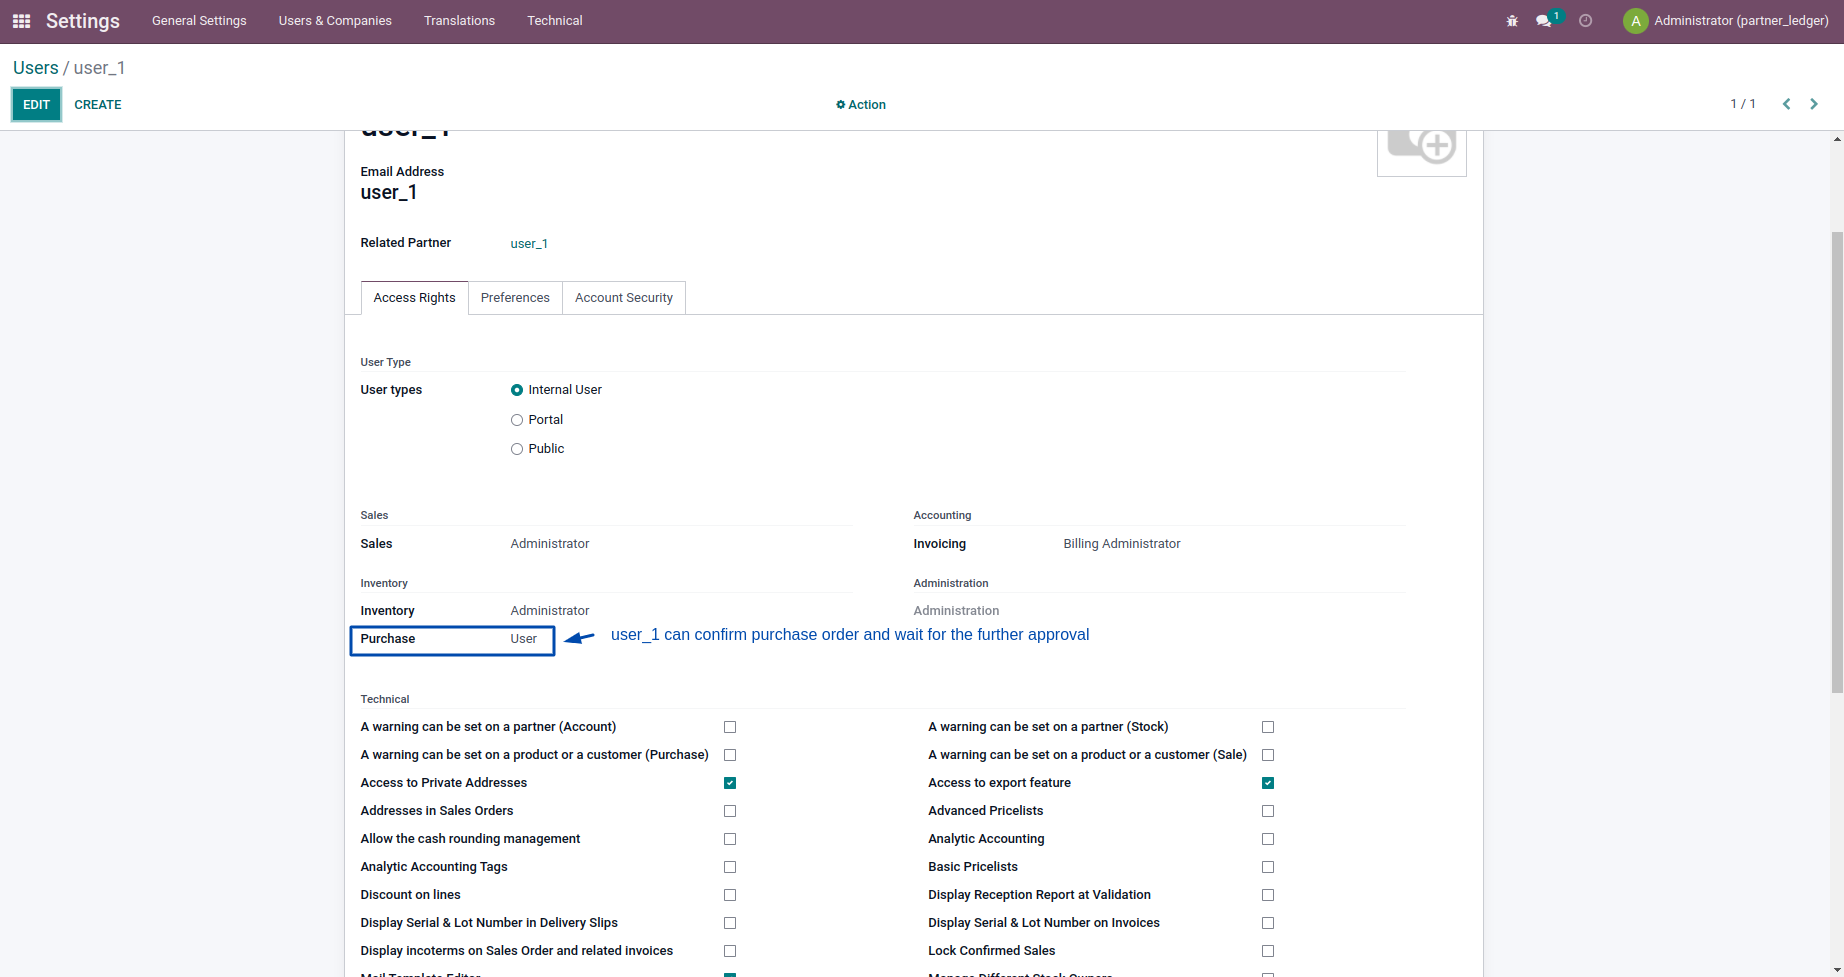 Settings General Settings Users & Companies Translations Technical 1 A Administrator (partner_ledger)
Users / user_1
EDIT CREATE Action 1 / 1
user_1
Email Address
user_1
Related Partner user_1
Access Rights Preferences Account Security
User Type
User types Internal User
Portal
Public
Sales Accounting
Sales Administrator Invoicing Billing Administrator
Inventory Administration
Inventory Administrator Administration
Purchase User user_1 can confirm purchase order and wait for the further approval
Technical
A warning can be set on a partner (Account) A warning can be set on a partner (Stock)
A warning can be set on a product or a customer (Purchase) A warning can be set on a product or a customer (Sale)
Access to Private Addresses Access to export feature
Addresses in Sales Orders Advanced Pricelists
Allow the cash rounding management Analytic Accounting
Analytic Accounting Tags Basic Pricelists
Discount on lines Display Reception Report at Validation
Display Serial & Lot Number in Delivery Slips Display Serial & Lot Number on Invoices
Display incoterms on Sales Order and related invoices Lock Confirmed Sales
Mail Template Editor Manage Different Stock Owners